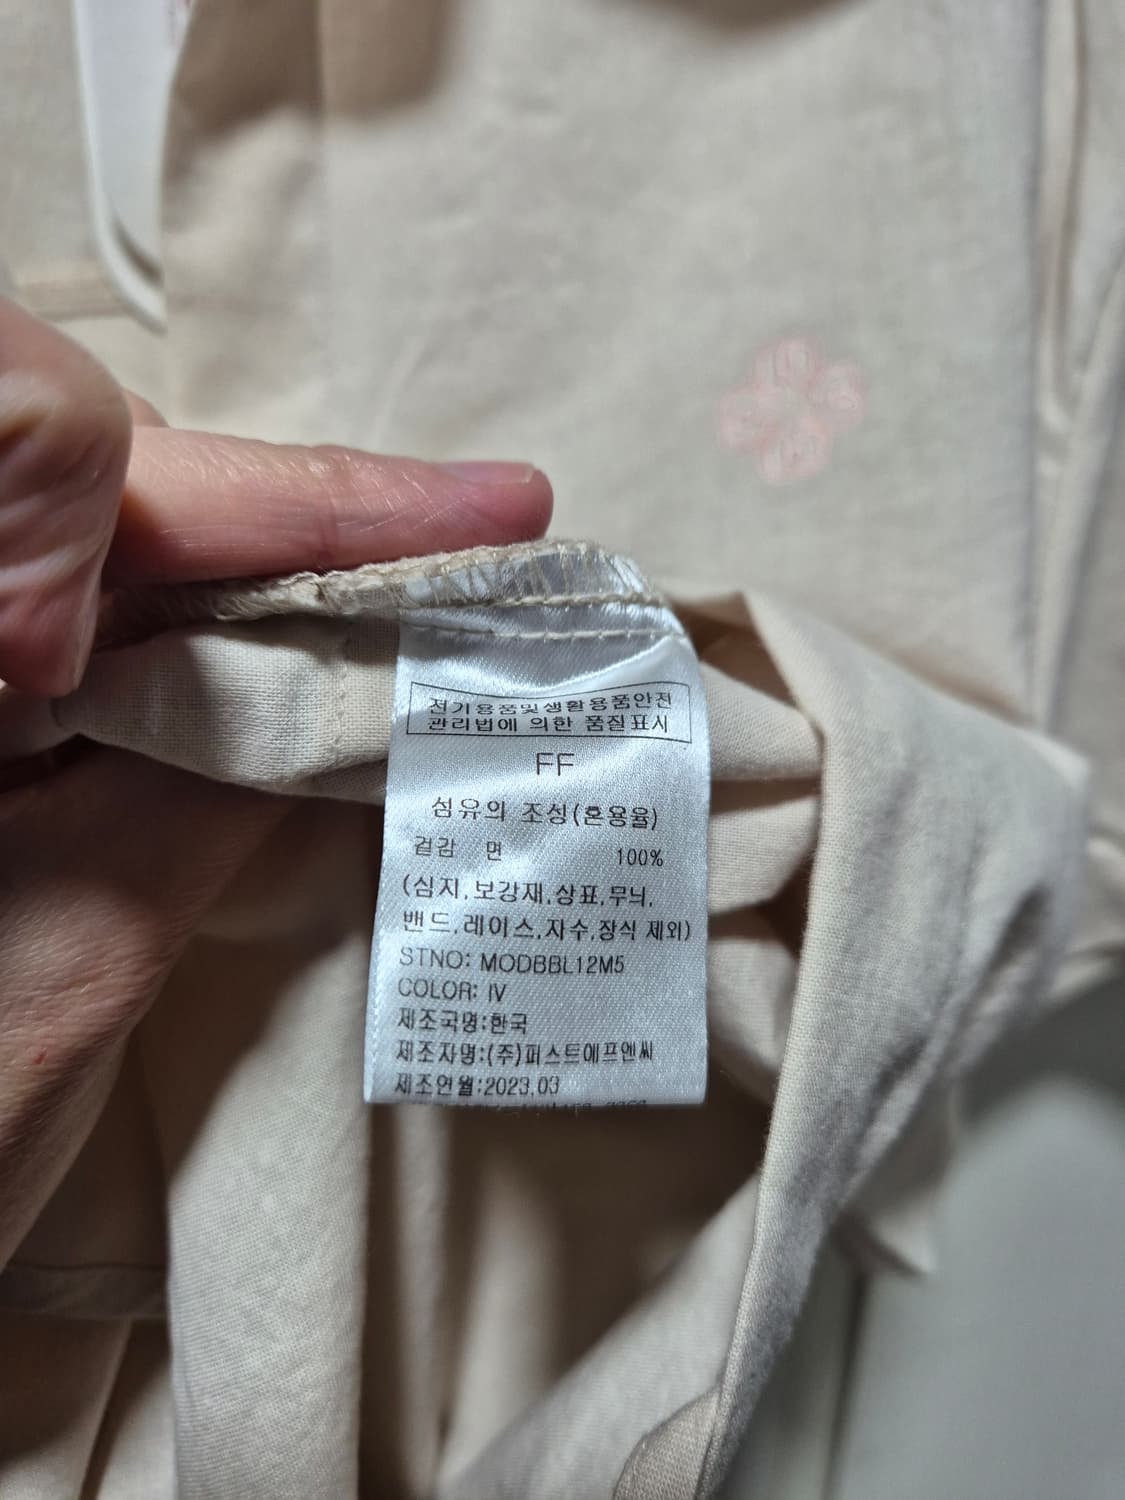 전기용품및생활용품안전
관리법에 의한 품질표시
FF
섬유의 조성(혼용율)
겉감 면 100%
(심지,보강재,상표,무늬,
밴드,레이스,자수,장식 제외)
STNO: MODBBL12M5
COLOR: IV
제조국명:한국
제조자명:(주)피스트에프엔씨
제조연월:2023.03